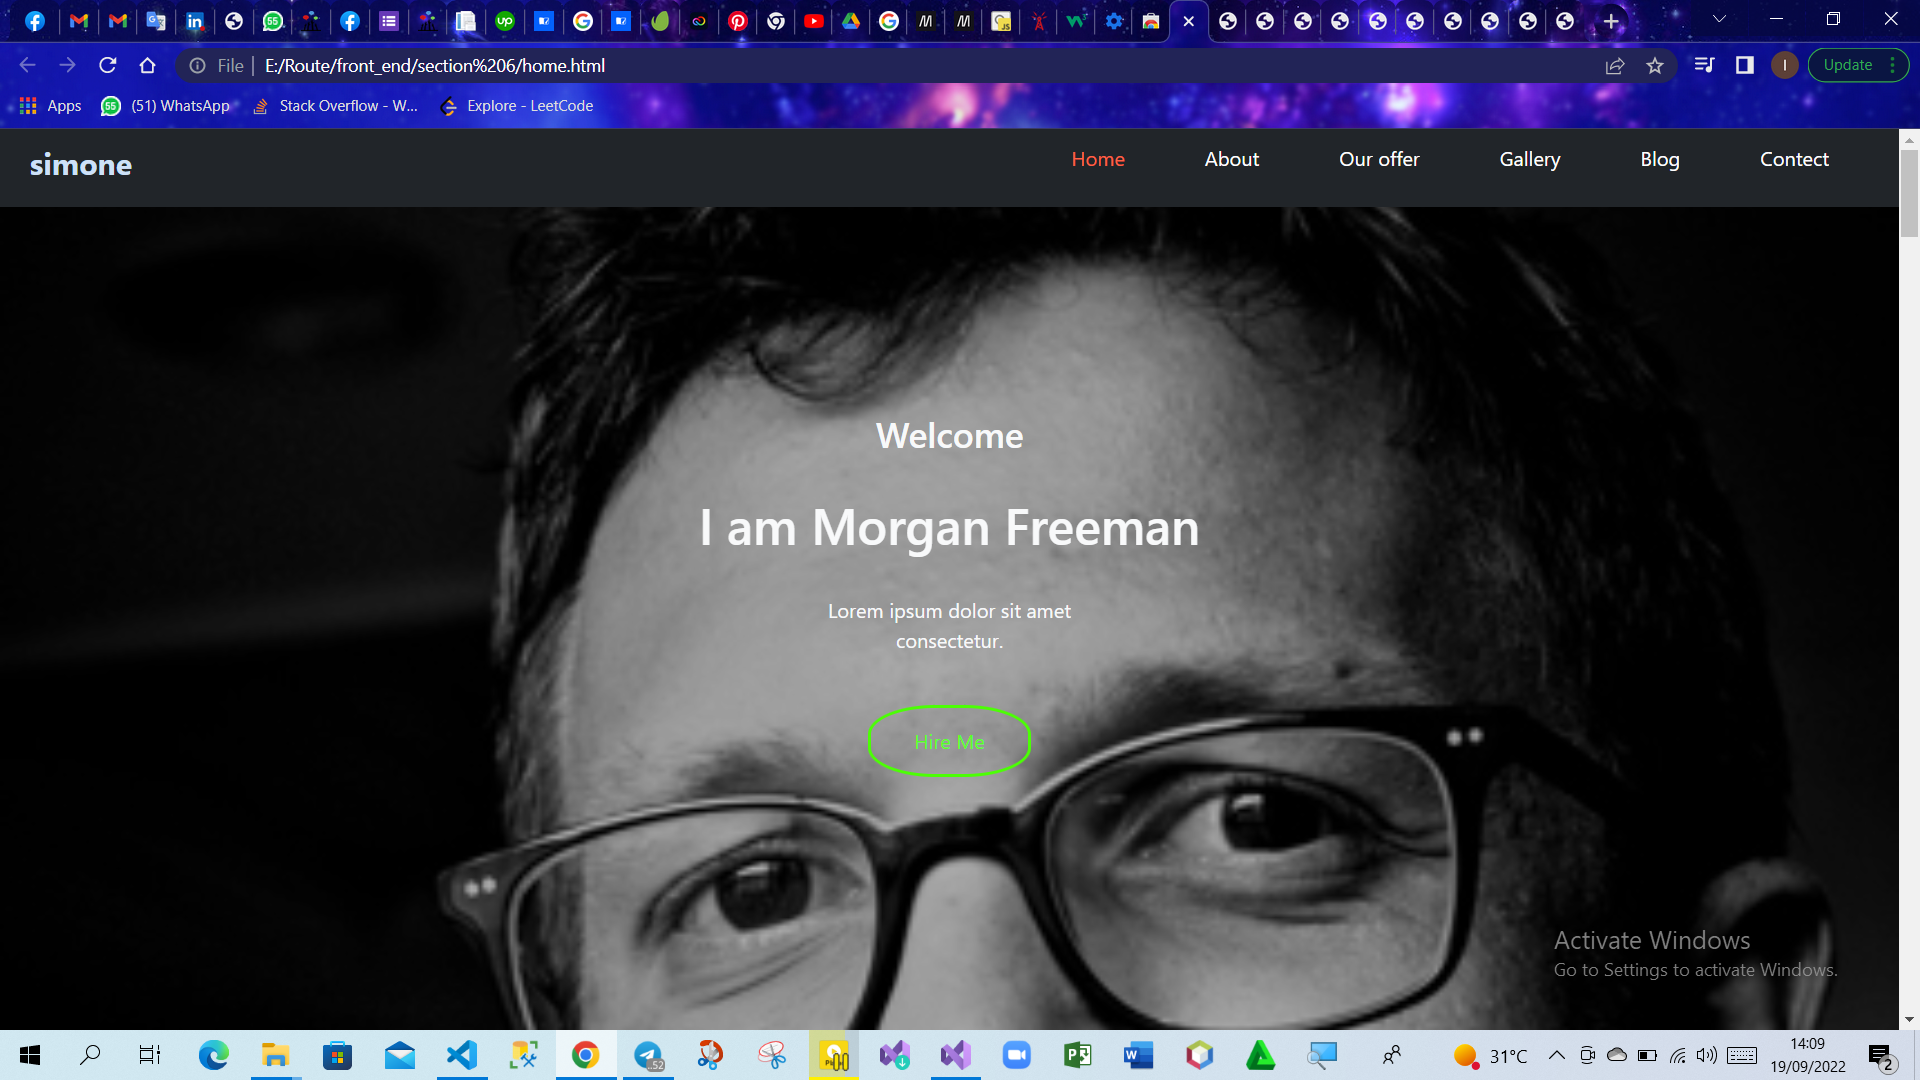 File
E:/Route/front_end/section%206/home.html
Update
Apps
(51) WhatsApp
Stack Overflow - W...
Explore - LeetCode
simone
Home
About
Our offer
Gallery
Blog
Contact
Welcome
I am Morgan Freeman
Lorem ipsum dolor sit amet
consectetur.
Hire Me
Activate Windows
Go to Settings to activate Windows.
31°C
14:09
19/09/2022
2